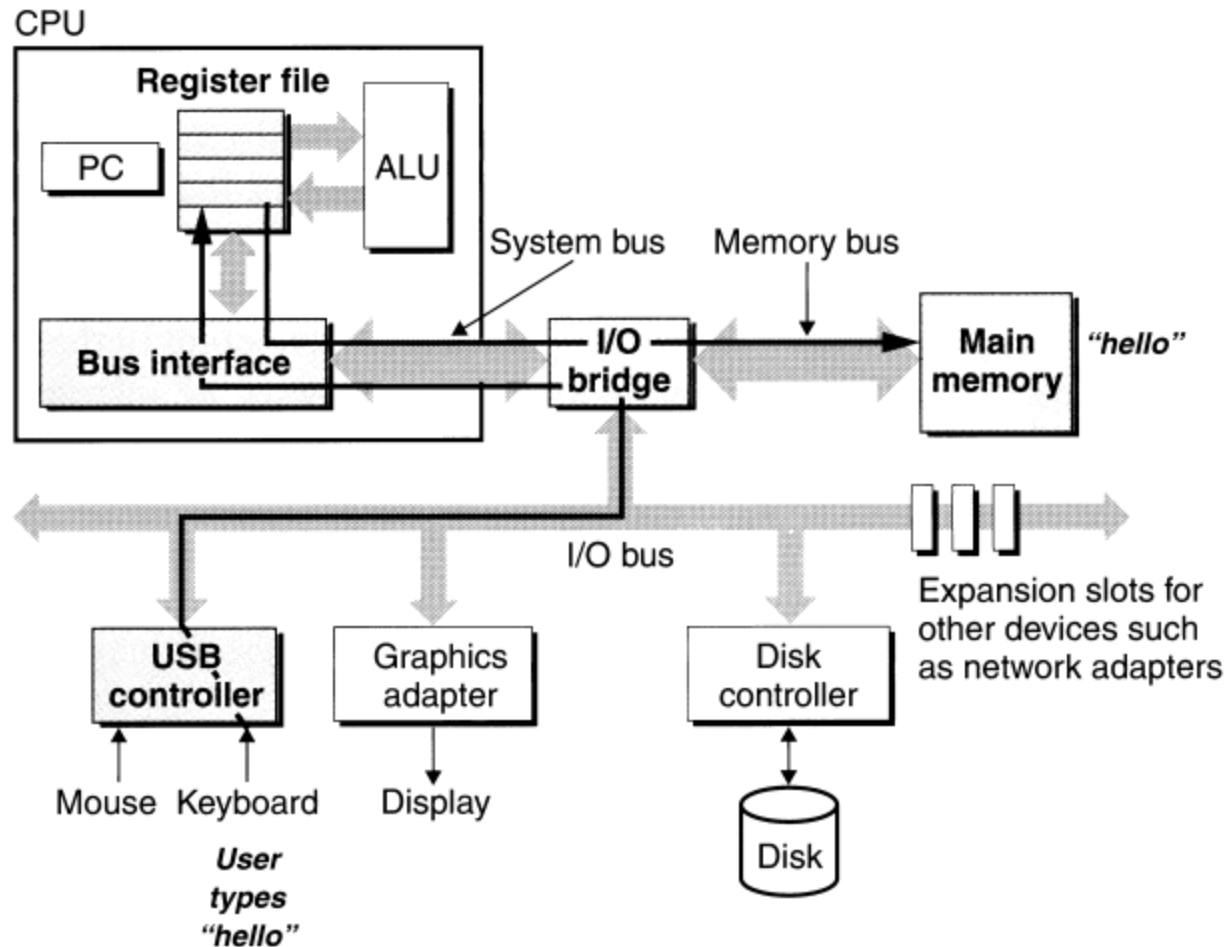 CPU
Register file
PC
ALU
System bus
Memory bus
Bus interface
I/O
bridge
Main
memory
"hello"
I/O bus
Expansion slots for
other devices such
as network adapters
USB
controller
Graphics
adapter
Disk
controller
Mouse
Keyboard
Display
Disk
User
types
"hello"